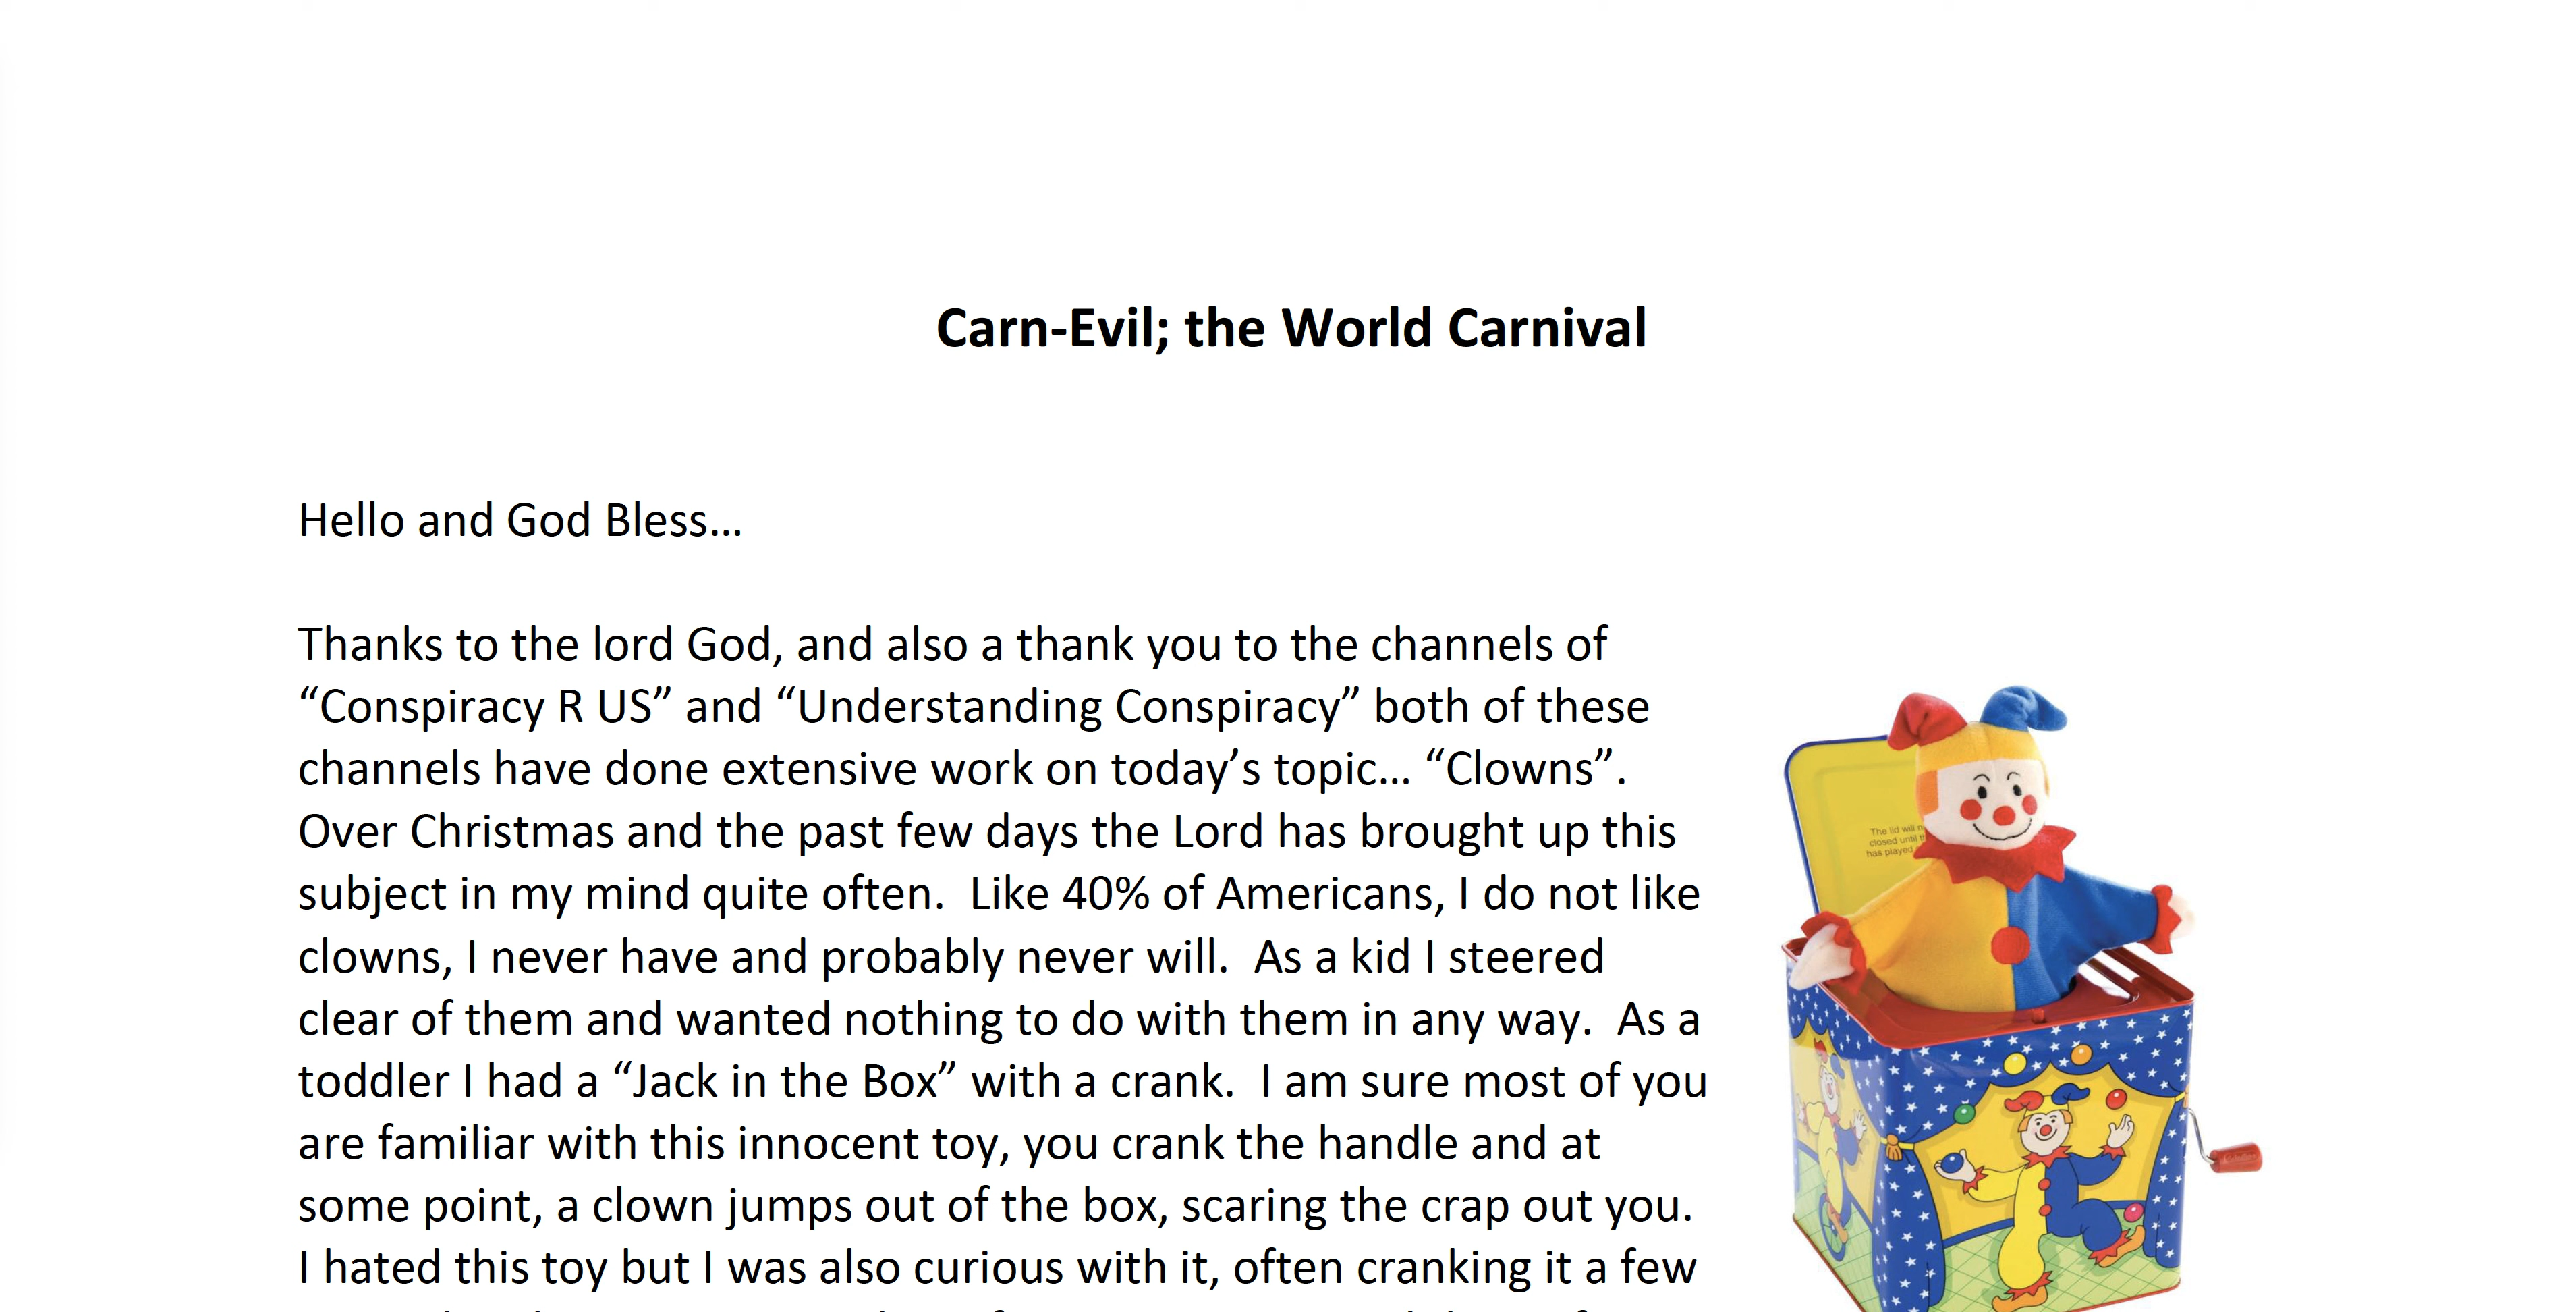 Carn-Evil; the World Carnival
Hello and God Bless...
Thanks to the lord God, and also a thank you to the channels of
“Conspiracy R US” and “Understanding Conspiracy” both of these
channels have done extensive work on today’s topic... “Clowns”.
Over Christmas and the past few days the Lord has brought up this
subject in my mind quite often.  Like 40% of Americans, I do not like
clowns, I never have and probably never will.  As a kid I steered
clear of them and wanted nothing to do with them in any way.  As a
toddler I had a “Jack in the Box” with a crank.  I am sure most of you
are familiar with this innocent toy, you crank the handle and at
some point, a clown jumps out of the box, scaring the crap out you.
I hated this toy but I was also curious with it, often cranking it a few
The lid will
closed until
has played